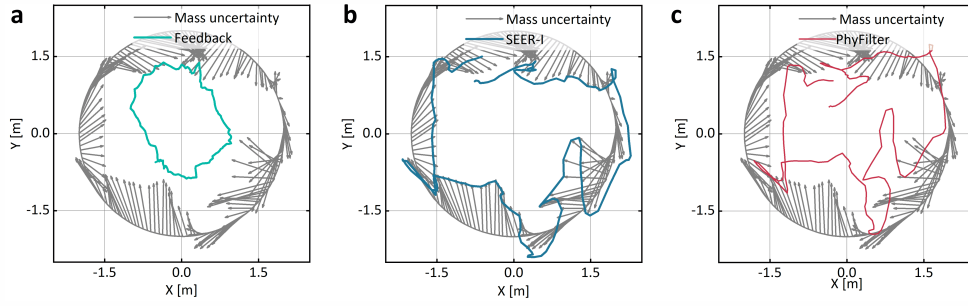 a
Mass uncertainty
Feedback
1.5
0.0
-1.5
Y [m]
-1.5
0.0
1.5
X [m]
b
Mass uncertainty
SEER-I
1.5
0.0
-1.5
Y [m]
-1.5
0.0
1.5
X [m]
c
Mass uncertainty
PhyFilter
1.5
0.0
-1.5
Y [m]
-1.5
0.0
1.5
X [m]